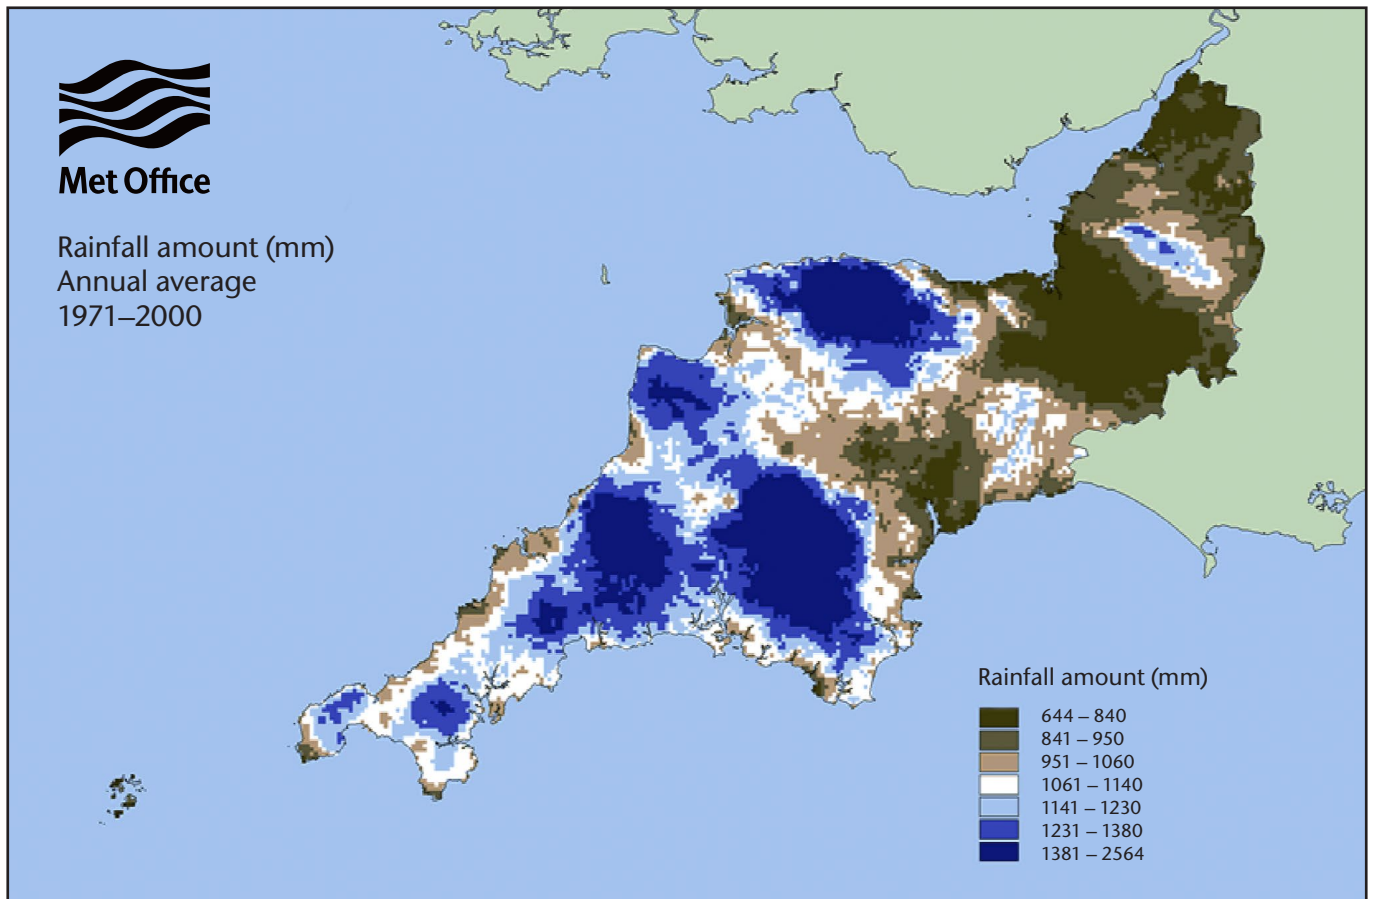 Met Office
Rainfall amount (mm)
Annual average
1971–2000
Rainfall amount (mm)
644 – 840
841 – 950
951 – 1060
1061 – 1140
1141 – 1230
1231 – 1380
1381 – 2564